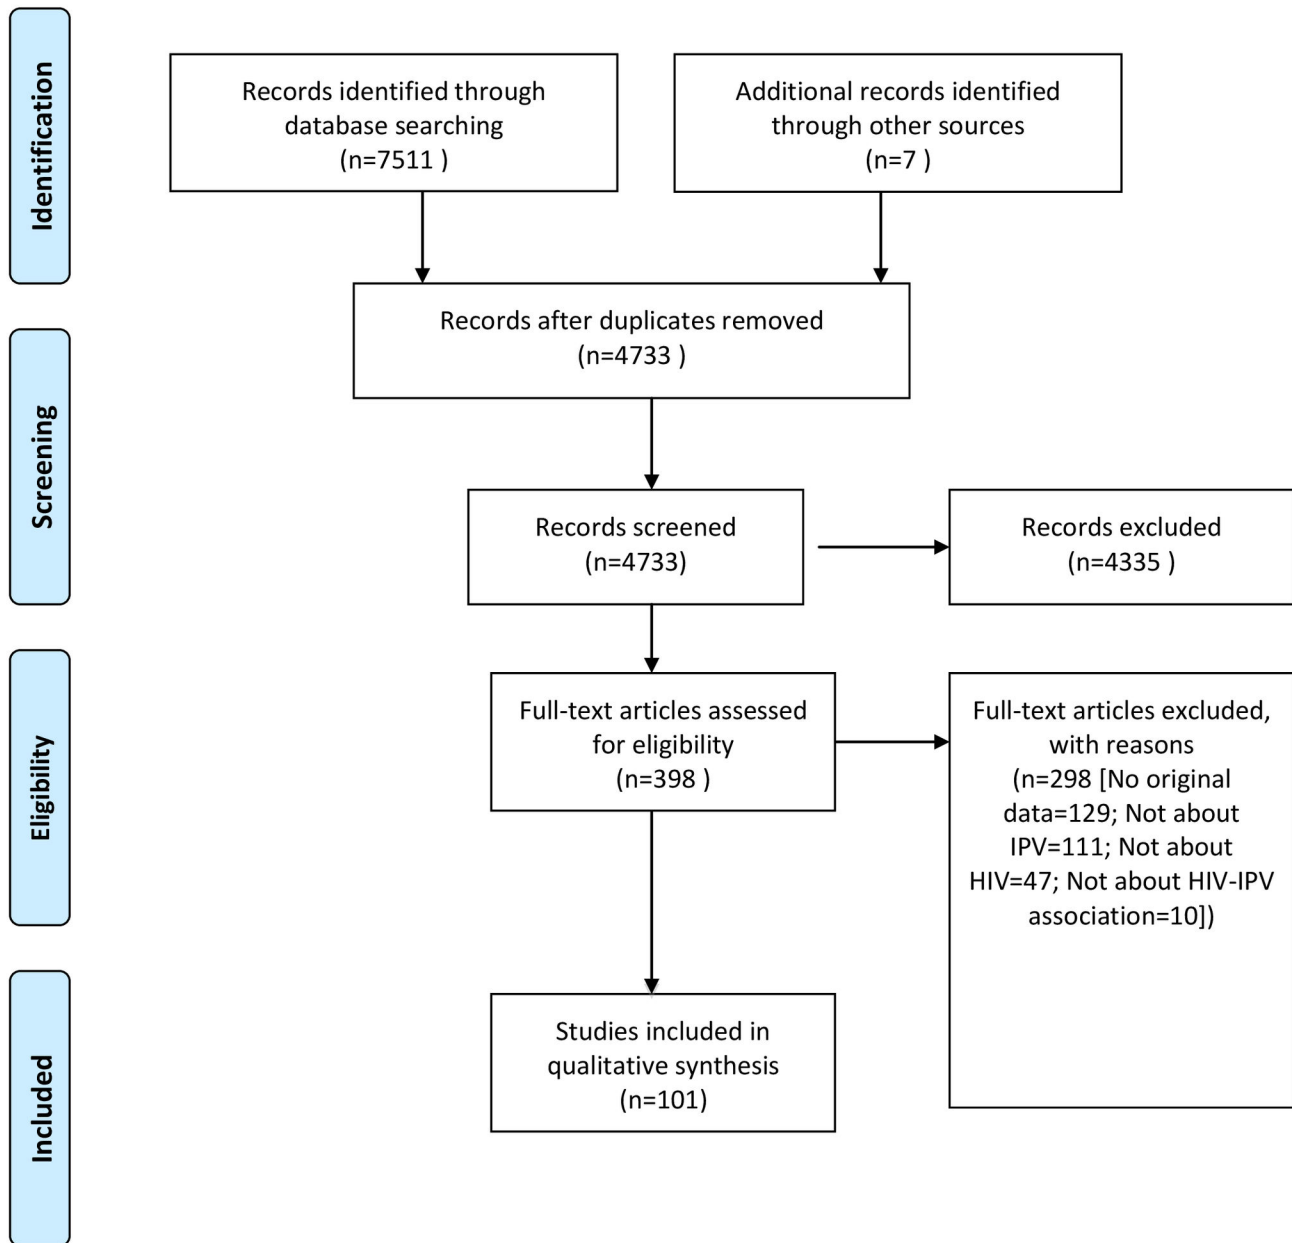 Identification
Records identified through
database searching
(n=7511 )
Additional records identified
through other sources
(n=7 )
Records after duplicates removed
(n=4733 )
Screening
Records screened
(n=4733)
Records excluded
(n=4335 )
Eligibility
Full-text articles assessed
for eligibility
(n=398 )
Full-text articles excluded,
with reasons
(n=298 [No original
data=129; Not about
IPV=111; Not about
HIV=47; Not about HIV-IPV
association=10])
Included
Studies included in
qualitative synthesis
(n=101)